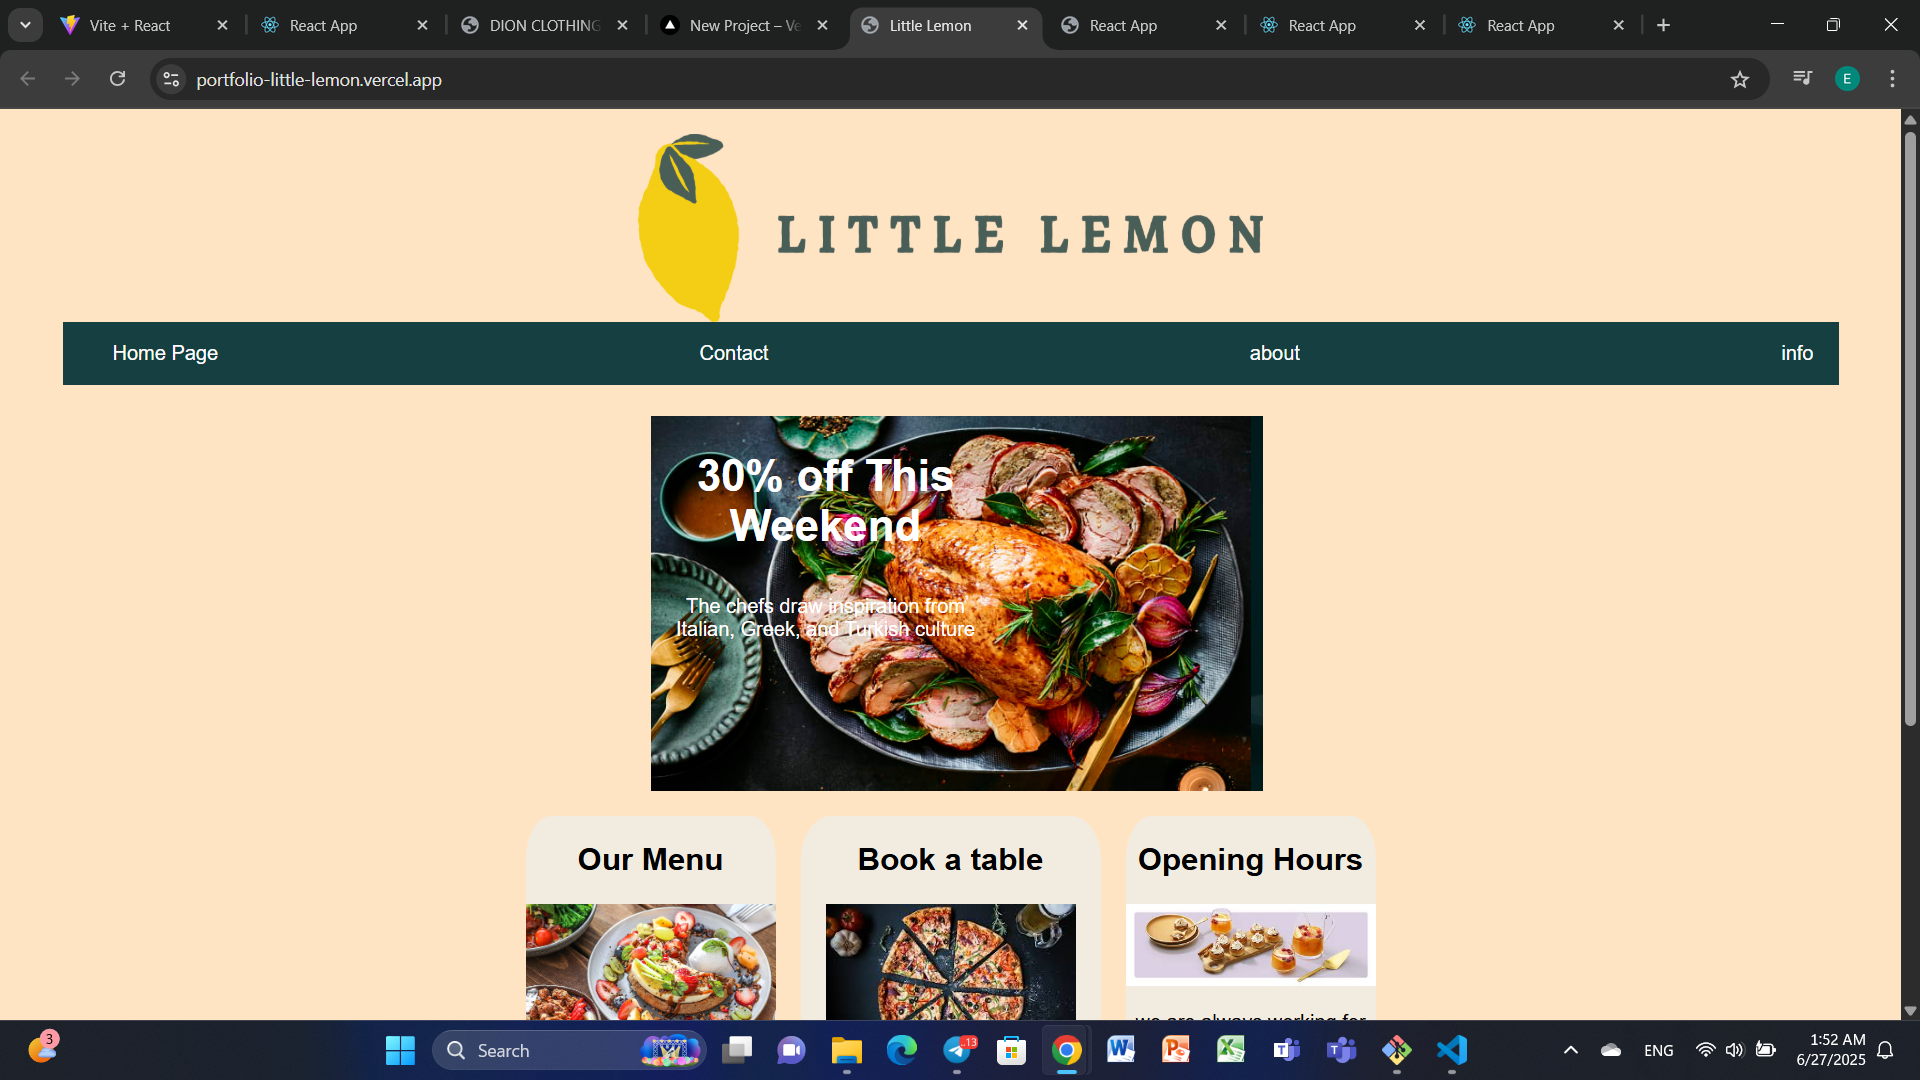 Vite + React
React App
DION CLOTHING
New Project – Ve
Little Lemon
React App
React App
React App
portfolio-little-lemon.vercel.app
E
LITTLE LEMON
Home Page
Contact
about
info
30% off This
Weekend
The chefs draw inspiration from
Italian, Greek, and Turkish culture
Our Menu
Book a table
Opening Hours
3
Search
..13
ENG
1:52 AM
6/27/2025